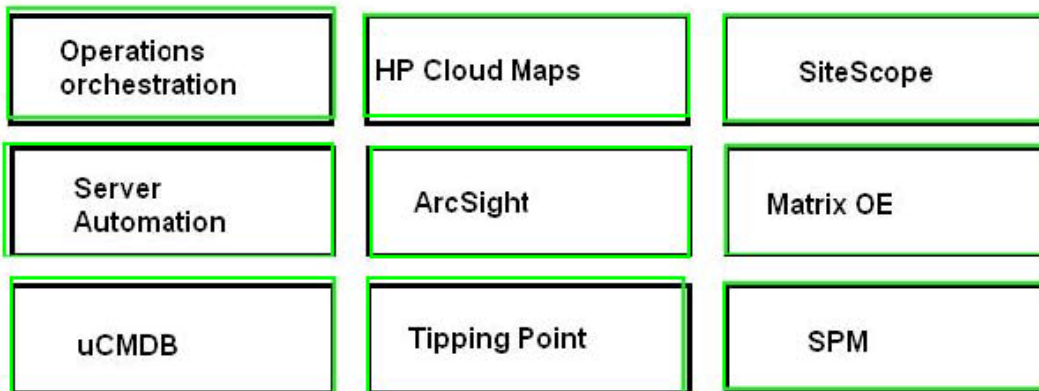 Operations
orchestration
HP Cloud Maps
SiteScope
Server
Automation
ArcSight
Matrix OE
uCMDB
Tipping Point
SPM